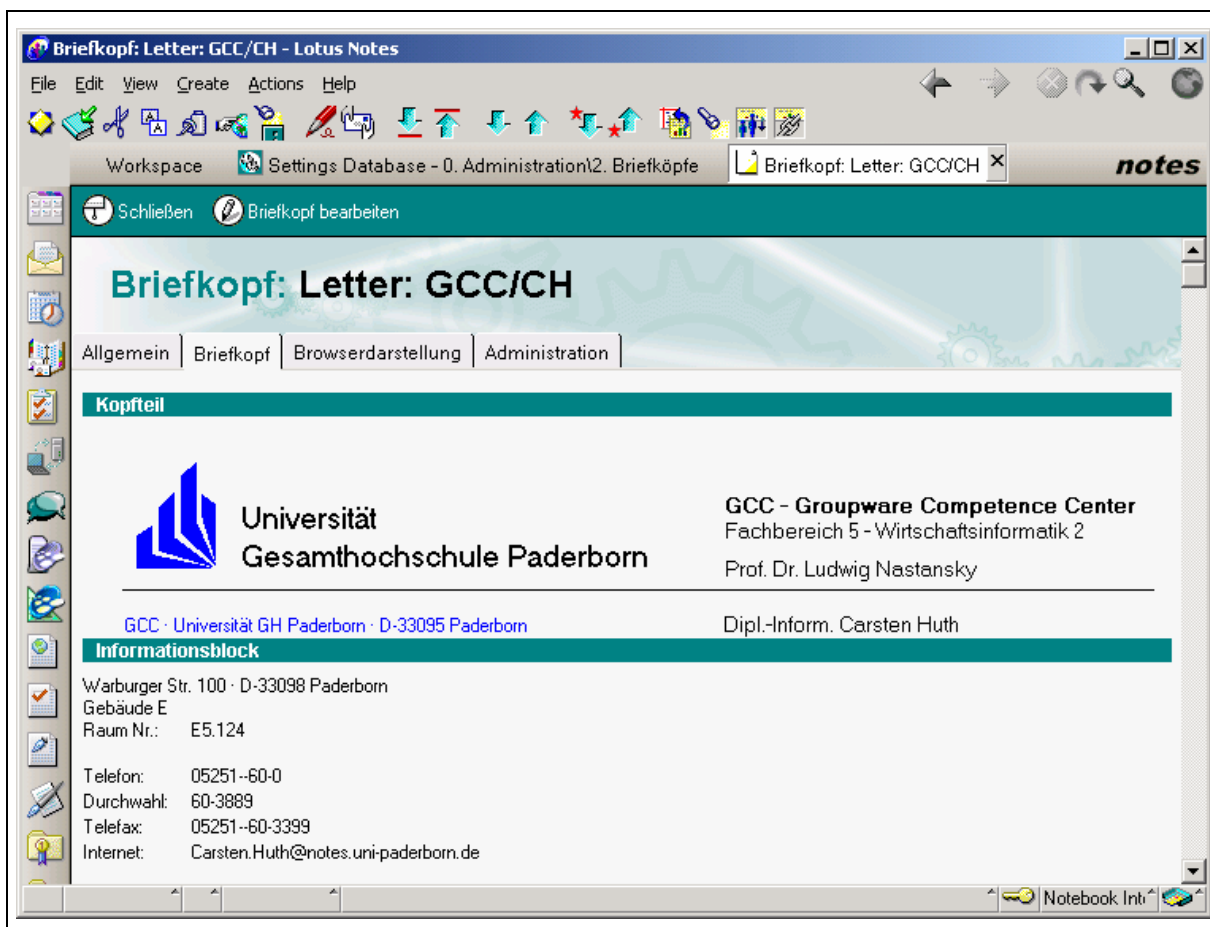 Briefkopf: Letter: GCC/CH - Lotus Notes
File Edit View Create Actions Help
Workspace Settings Database - 0. Administration\2. Briefköpfe Briefkopf: Letter: GCC/CH notes
Schließen Briefkopf bearbeiten
Briefkopf: Letter: GCC/CH
Allgemein Briefkopf Browserdarstellung Administration
Kopfteil
Universität
Gesamthochschule Paderborn
GCC - Groupware Competence Center
Fachbereich 5 - Wirtschaftsinformatik 2
Prof. Dr. Ludwig Nastansky
GCC · Universität GH Paderborn · D-33095 Paderborn
Dipl.-Inform. Carsten Huth
Informationsblock
Warburger Str. 100 · D-33098 Paderborn
Gebäude E
Raum Nr.: E5.124
Telefon: 05251--60-0
Durchwahl: 60-3889
Telefax: 05251--60-3399
Internet: Carsten.Huth@notes.uni-paderborn.de
Notebook Int